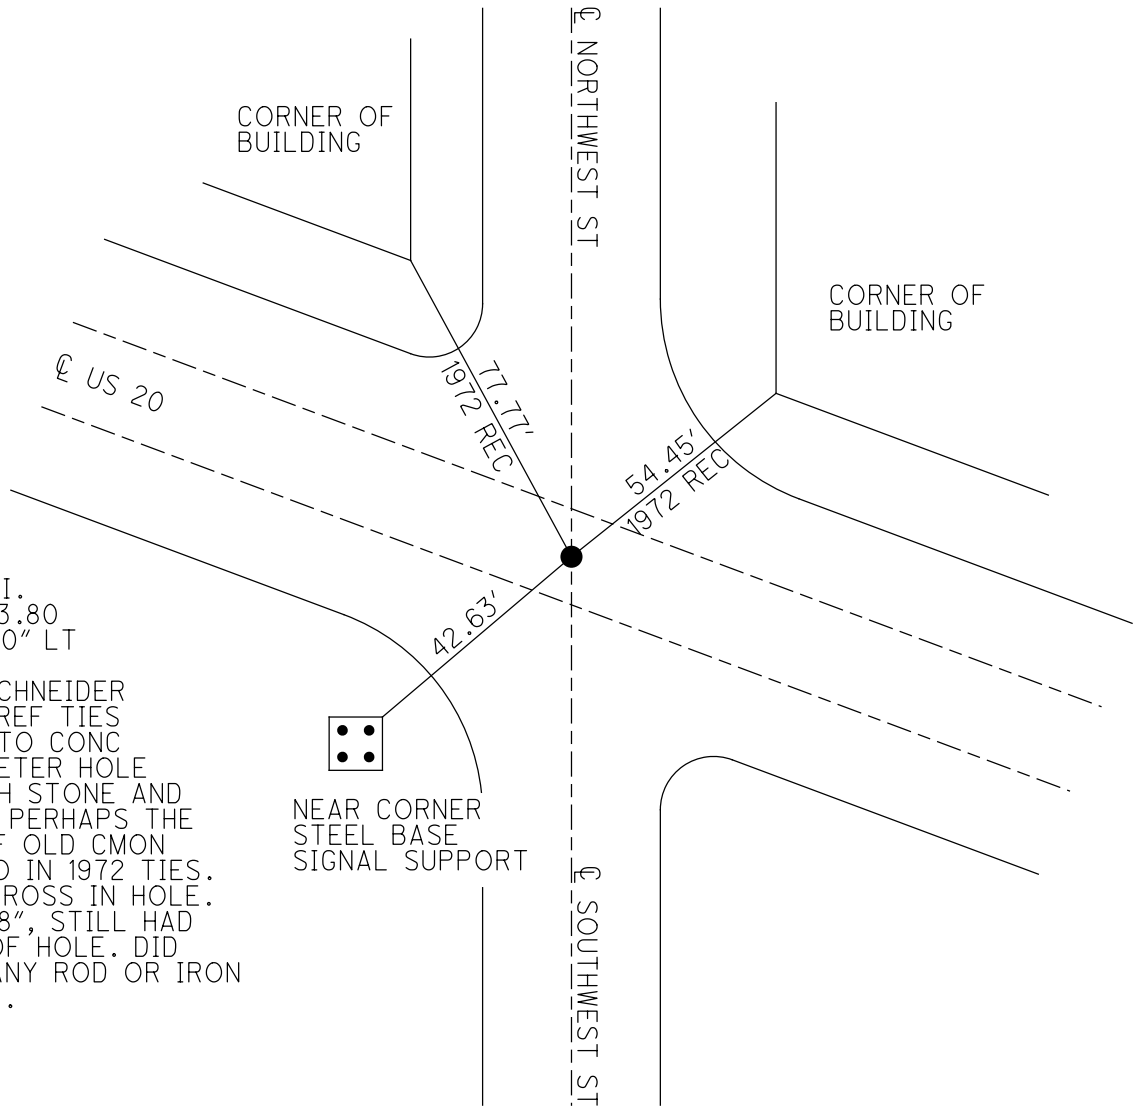 ℄ NORTHWEST ST
CORNER OF
BUILDING
CORNER OF
BUILDING
℄ US 20
77.77'
1972 REC
54.45'
1972 REC
42.63'
I.
3.80
0" LT
CHNEIDER
REF TIES
TO CONC
ETER HOLE
H STONE AND
PERHAPS THE
F OLD CMON
D IN 1972 TIES.
ROSS IN HOLE.
8", STILL HAD
OF HOLE. DID
ANY ROD OR IRON
.
NEAR CORNER
STEEL BASE
SIGNAL SUPPORT
℄ SOUTHWEST ST